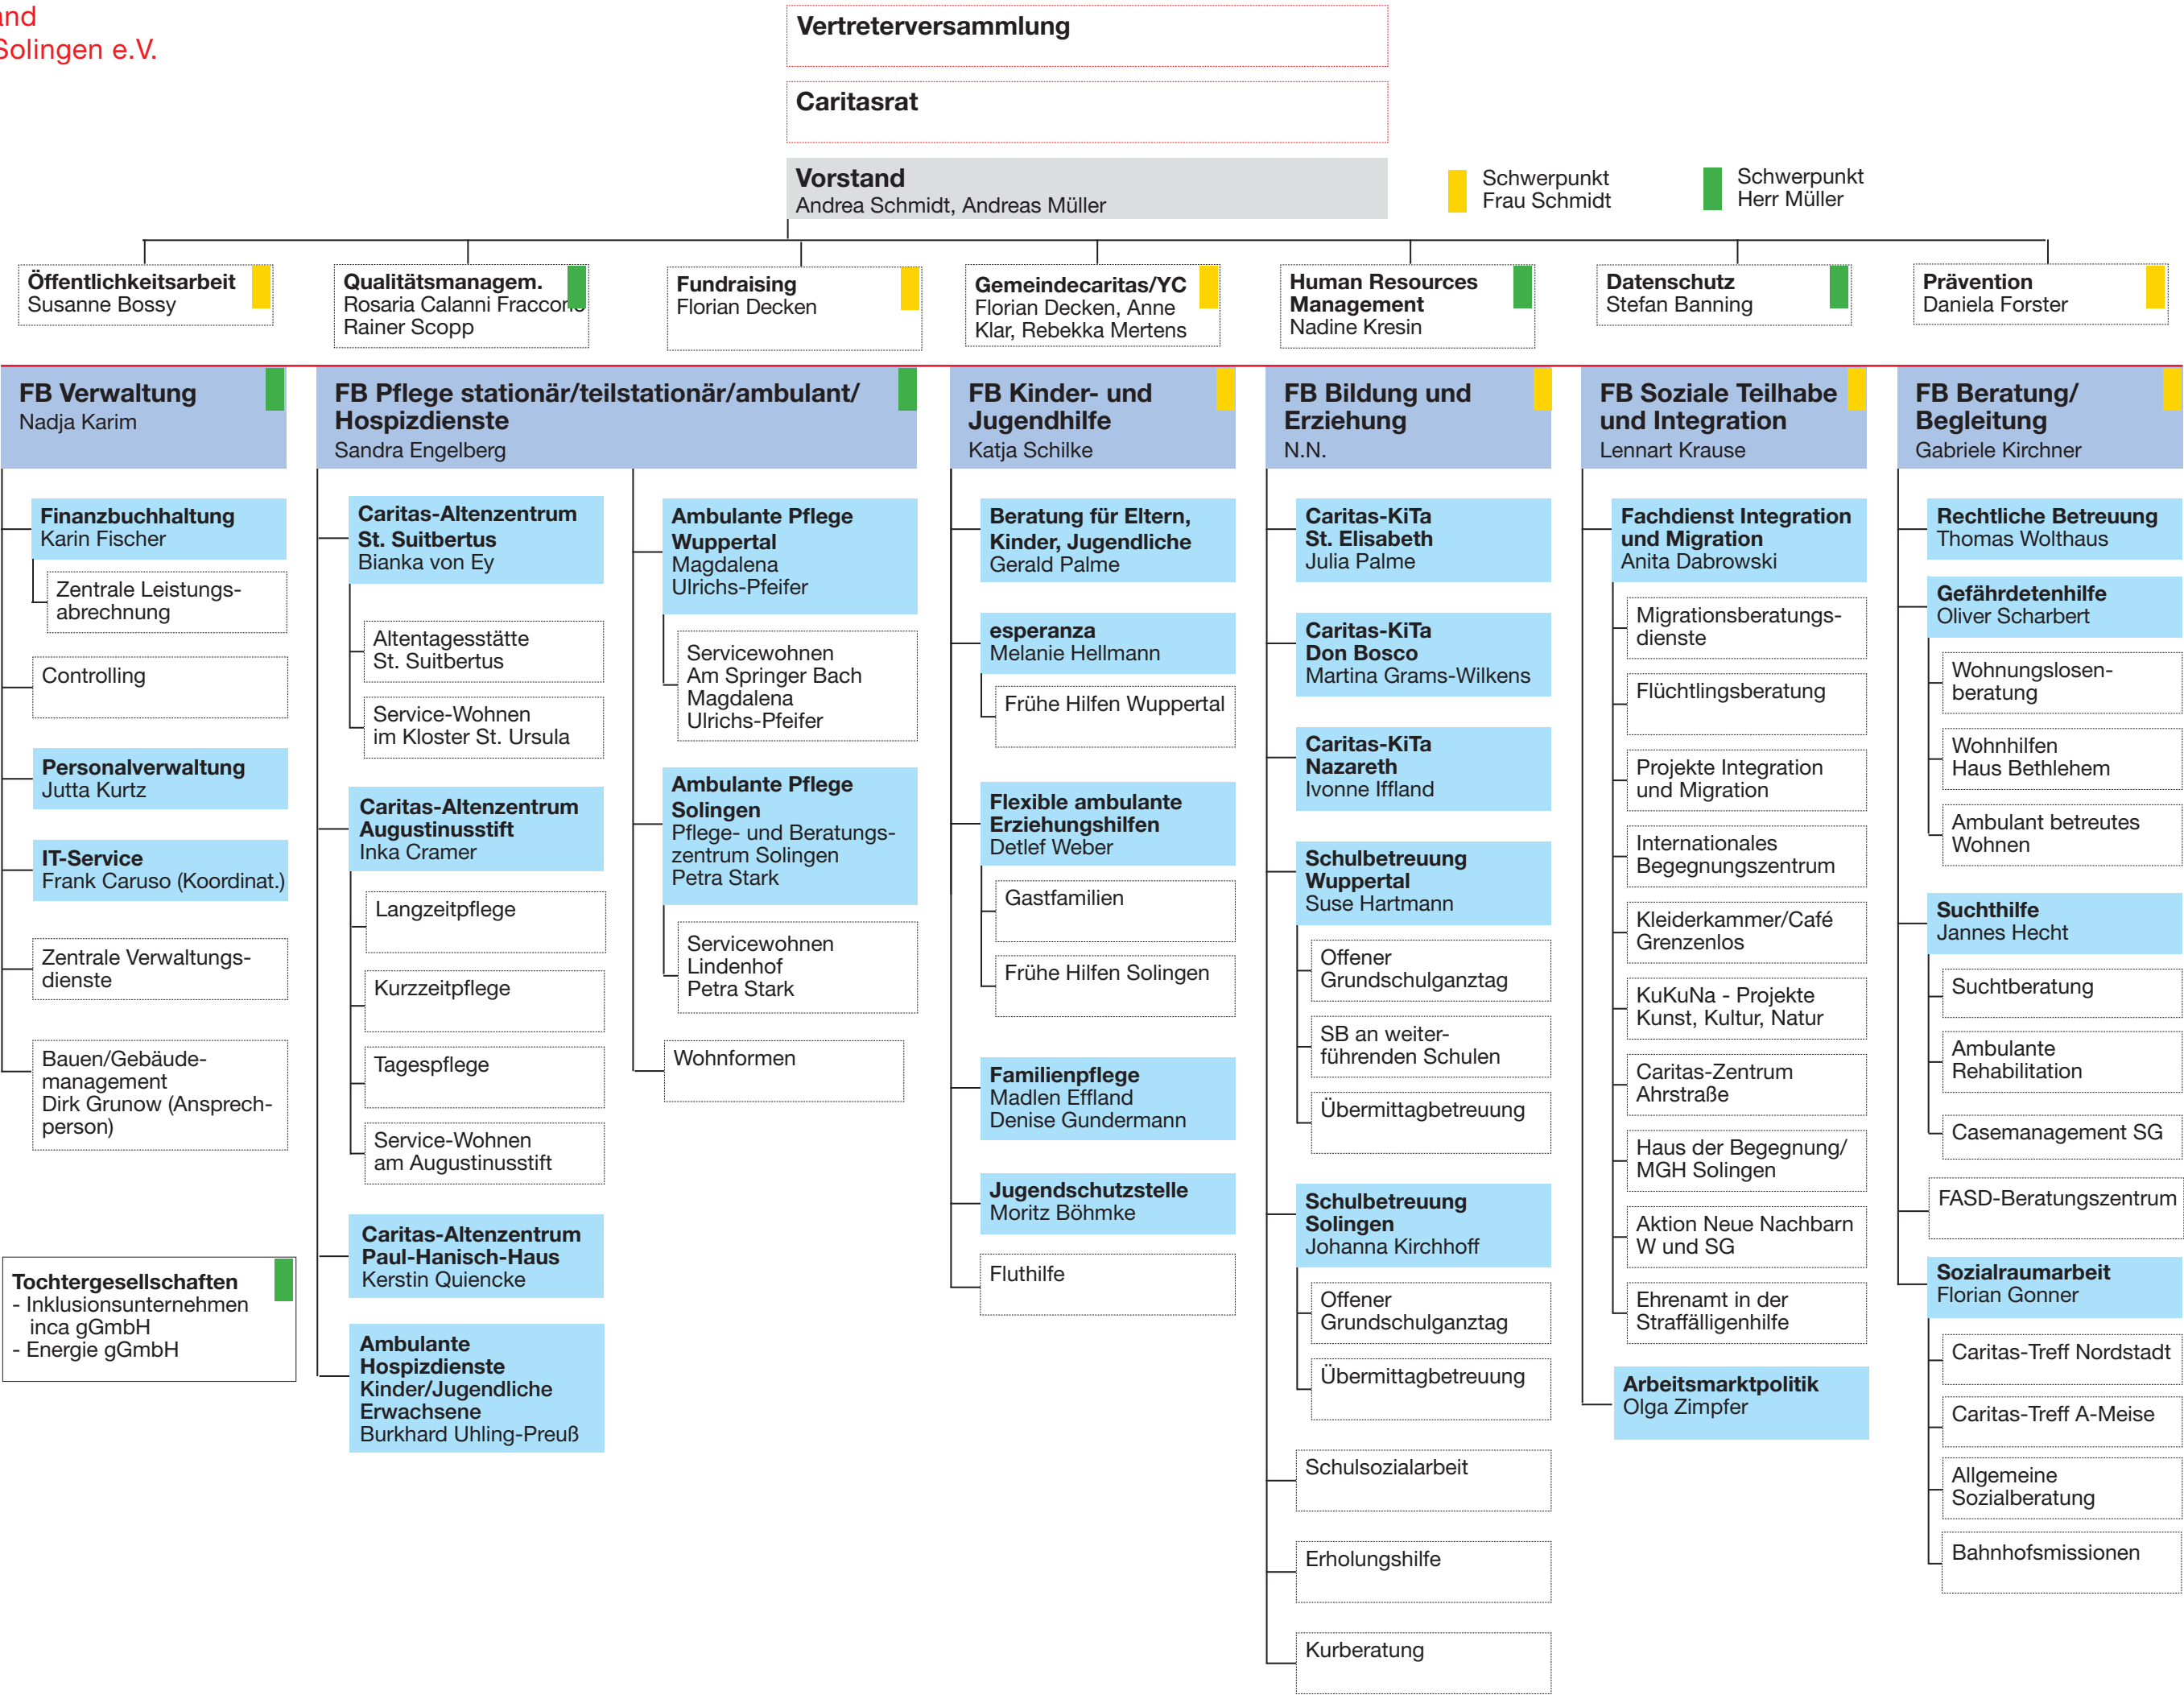 Solingen e.V.
Vertreterversammlung
Caritasrat
Vorstand
Andrea Schmidt, Andreas Müller
Schwerpunkt
Frau Schmidt
Schwerpunkt
Herr Müller
Öffentlichkeitsarbeit
Susanne Bossy
Qualitätsmanagem.
Rosaria Calanni
Rainer Scopp
Fundraising
Florian Decken
Gemeindecaritas/YC
Florian Decken, Anne
Klar, Rebekka Mertens
Human Resources
Management
Nadine Kresin
Datenschutz
Stefan Banning
Prävention
Daniela Forster
FB Verwaltung
Nadja Karim
Finanzbuchhaltung
Karin Fischer
Zentrale Leistungs-
abrechnung
Controlling
Personalverwaltung
Jutta Kurtz
IT-Service
Frank Caruso (Koordinat.)
Zentrale Verwaltungs-
dienste
Bauen/Gebäude-
management
Dirk Grunow (Ansprech-
person)
Tochtergesellschaften
- Inklusionsunternehmen
inca gGmbH
- Energie gGmbH
FB Pflege stationär/teilstationär/ambulant/
Hospizdienste
Sandra Engelberg
Caritas-Altenzentrum
St. Suitbertus
Bianka von Ey
Altentagesstätte
St. Suitbertus
Service-Wohnen
im Kloster St. Ursula
Caritas-Altenzentrum
Augustinusstift
Inka Cramer
Langzeitpflege
Kurzzeitpflege
Tagespflege
Service-Wohnen
am Augustinusstift
Caritas-Altenzentrum
Paul-Hanisch-Haus
Kerstin Quiencke
Ambulante
Hospizdienste
Kinder/Jugendliche
Erwachsene
Burkhard Uhling-Preuß
Ambulante Pflege
Wuppertal
Magdalena
Ulrichs-Pfeifer
Servicewohnen
Am Springer Bach
Magdalena
Ulrichs-Pfeifer
Ambulante Pflege
Solingen
Pflege- und Beratungs-
zentrum Solingen
Petra Stark
Servicewohnen
Lindenhof
Petra Stark
Wohnformen
FB Kinder- und
Jugendhilfe
Katja Schilke
Beratung für Eltern,
Kinder, Jugendliche
Gerald Palme
esperanza
Melanie Hellmann
Frühe Hilfen Wuppertal
Flexible ambulante
Erziehungshilfen
Detlef Weber
Gastfamilien
Frühe Hilfen Solingen
Familienpflege
Madlen Effland
Denise Gundermann
Jugendschutzstelle
Moritz Böhmke
Fluthilfe
FB Bildung und
Erziehung
N.N.
Caritas-KiTa
St. Elisabeth
Julia Palme
Caritas-KiTa
Don Bosco
Martina Grams-Wilkens
Caritas-KiTa
Nazareth
Ivonne Iffland
Schulbetreuung
Wuppertal
Suse Hartmann
Offener
Grundschulganztag
SB an weiter-
führenden Schulen
Übermittagbetreuung
Schulbetreuung
Solingen
Johanna Kirchhoff
Offener
Grundschulganztag
Übermittagbetreuung
Schulsozialarbeit
Erholungshilfe
Kurberatung
FB Soziale Teilhabe
und Integration
Lennart Krause
Fachdienst Integration
und Migration
Anita Dabrowski
Migrationsberatungs-
dienste
Flüchtlingsberatung
Projekte Integration
und Migration
Internationales
Begegnungszentrum
Kleiderkammer/Café
Grenzenlos
KuKuNa - Projekte
Kunst, Kultur, Natur
Caritas-Zentrum
Ahrstraße
Haus der Begegnung/
MGH Solingen
Aktion Neue Nachbarn
W und SG
Ehrenamt in der
Straffälligenhilfe
Arbeitsmarktpolitik
Olga Zimpfer
FB Beratung/
Begleitung
Gabriele Kirchner
Rechtliche Betreuung
Thomas Wolthaus
Gefährdetenhilfe
Oliver Scharbert
Wohnungslosen-
beratung
Wohnhilfen
Haus Bethlehem
Ambulant betreutes
Wohnen
Suchthilfe
Jannes Hecht
Suchtberatung
Ambulante
Rehabilitation
Casemanagement SG
FASD-Beratungszentrum
Sozialraumarbeit
Florian Gonner
Caritas-Treff Nordstadt
Caritas-Treff A-Meise
Allgemeine
Sozialberatung
Bahnhofsmissionen